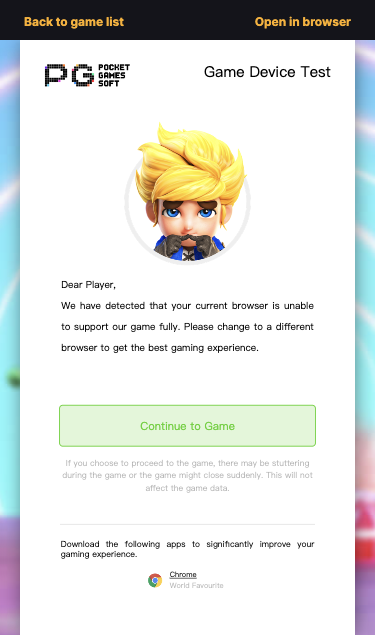 Back to game list
Open in browser
PG POCKET
GAMES
SOFT
Game Device Test
Dear Player,
We have detected that your current browser is unable
to support our game fully. Please change to a different
browser to get the best gaming experience.
Continue to Game
If you choose to proceed to the game, there may be stuttering
during the game or the game might close suddenly. This will not
affect the game data.
Download the following apps to significantly improve your
gaming experience.
Chrome
World Favourite